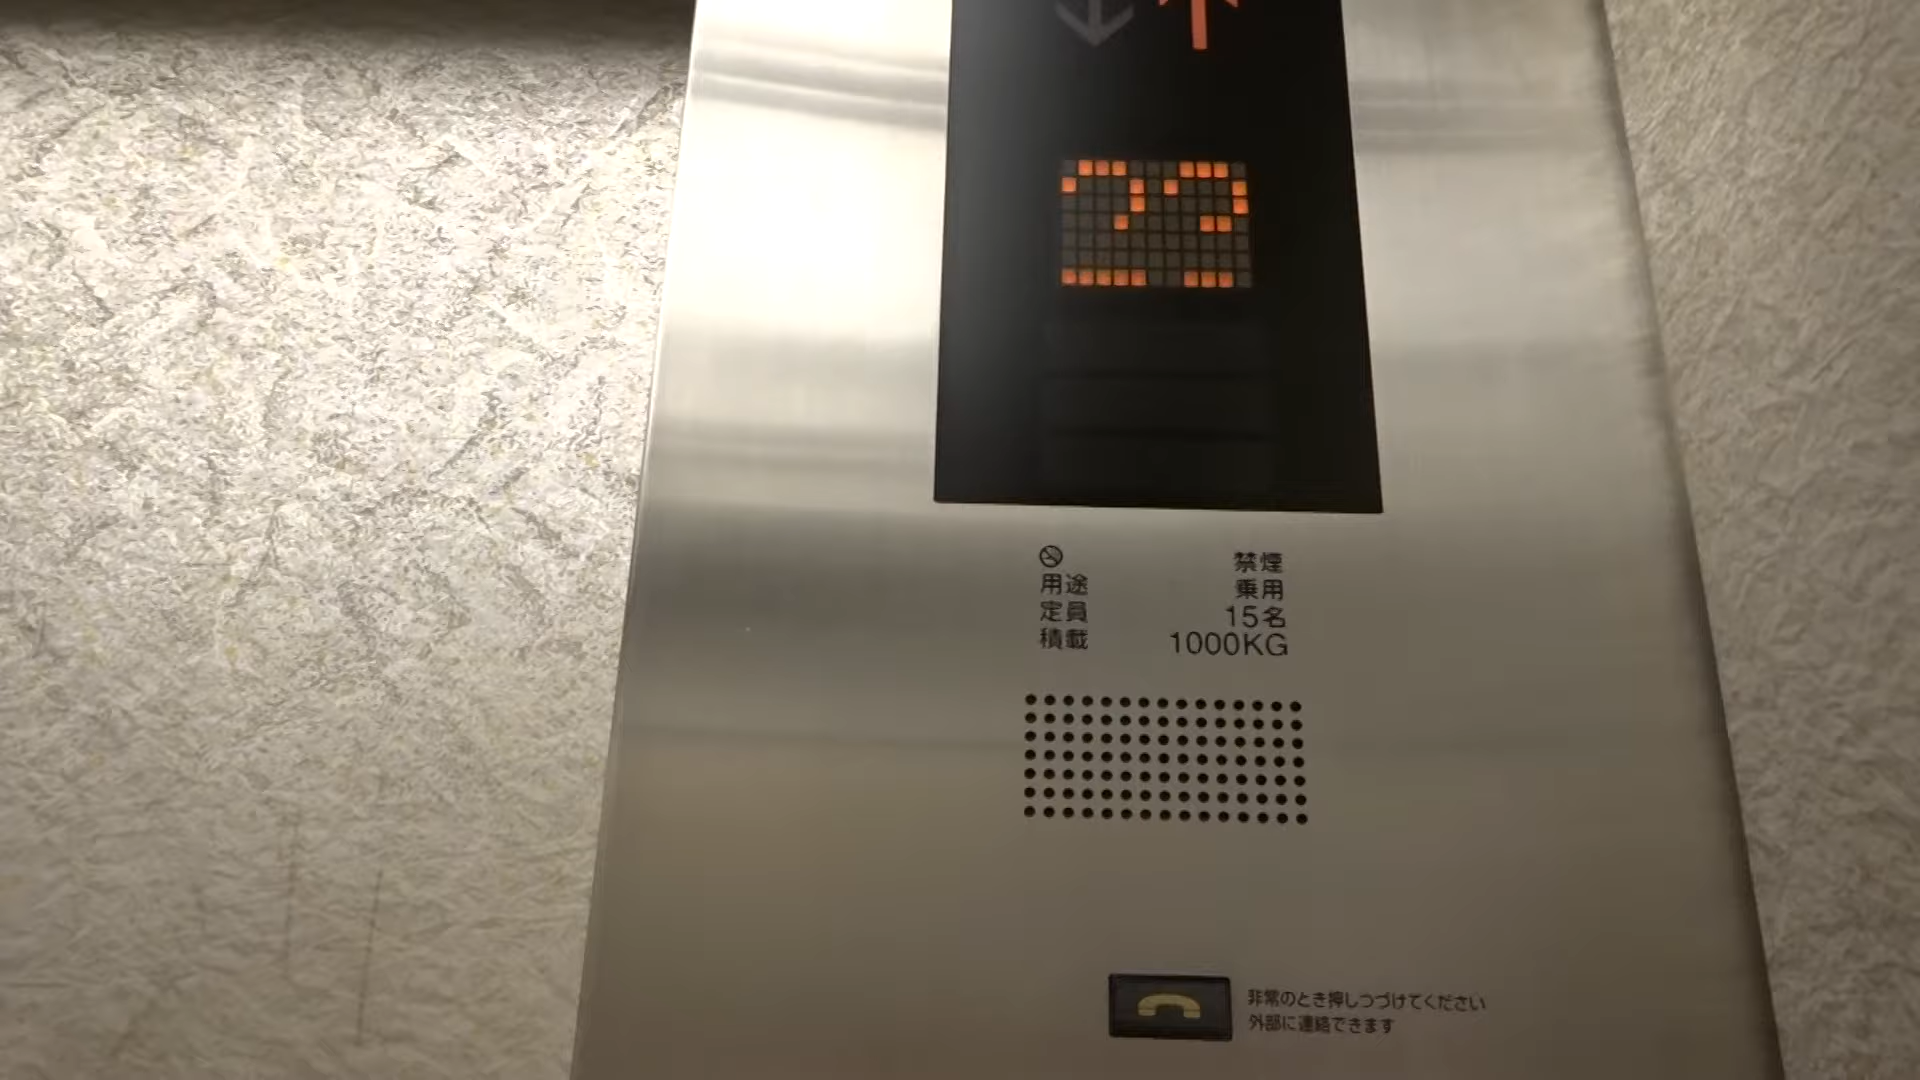 23
禁煙
用途 乗用
定員 15名
積載 1000KG
非常のとき押しつづけてください
外部に連絡できます